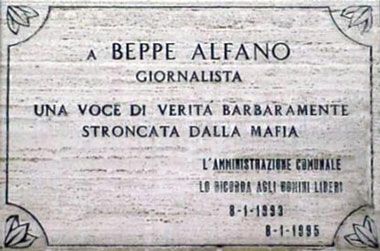 A BEPPE ALFANO
GIORNALISTA
UNA VOCE DI VERITÀ BARBARAMENTE
STRONCATA DALLA MAFIA
L'AMMINISTRAZIONE COMUNALE
LO RICORDA AGLI UOMINI LIBERI
8-1-1993
8-1-1995